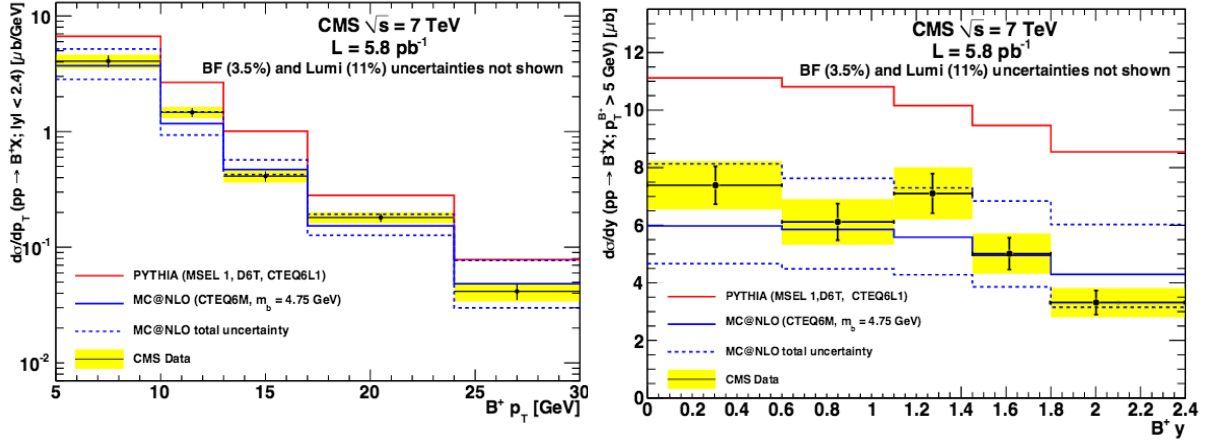 dσ/dp_T (pp → B⁺X; |y| < 2.4) [μb/GeV]
10
1
10⁻¹
10⁻²
CMS √s = 7 TeV
L = 5.8 pb⁻¹
BF (3.5%) and Lumi (11%) uncertainties not shown
PYTHIA (MSEL 1, D6T, CTEQ6L1)
MC@NLO (CTEQ6M, m_b = 4.75 GeV)
MC@NLO total uncertainty
CMS Data
5 10 15 20 25 30
B⁺ p_T [GeV]
dσ/dy (pp → B⁺X; p_T^B⁺ > 5 GeV) [μb]
12
10
8
6
4
2
0
CMS √s = 7 TeV
L = 5.8 pb⁻¹
BF (3.5%) and Lumi (11%) uncertainties not shown
PYTHIA (MSEL 1,D6T, CTEQ6L1)
MC@NLO (CTEQ6M, m_b = 4.75 GeV)
MC@NLO total uncertainty
CMS Data
0 0.2 0.4 0.6 0.8 1 1.2 1.4 1.6 1.8 2 2.2 2.4
B⁺ y